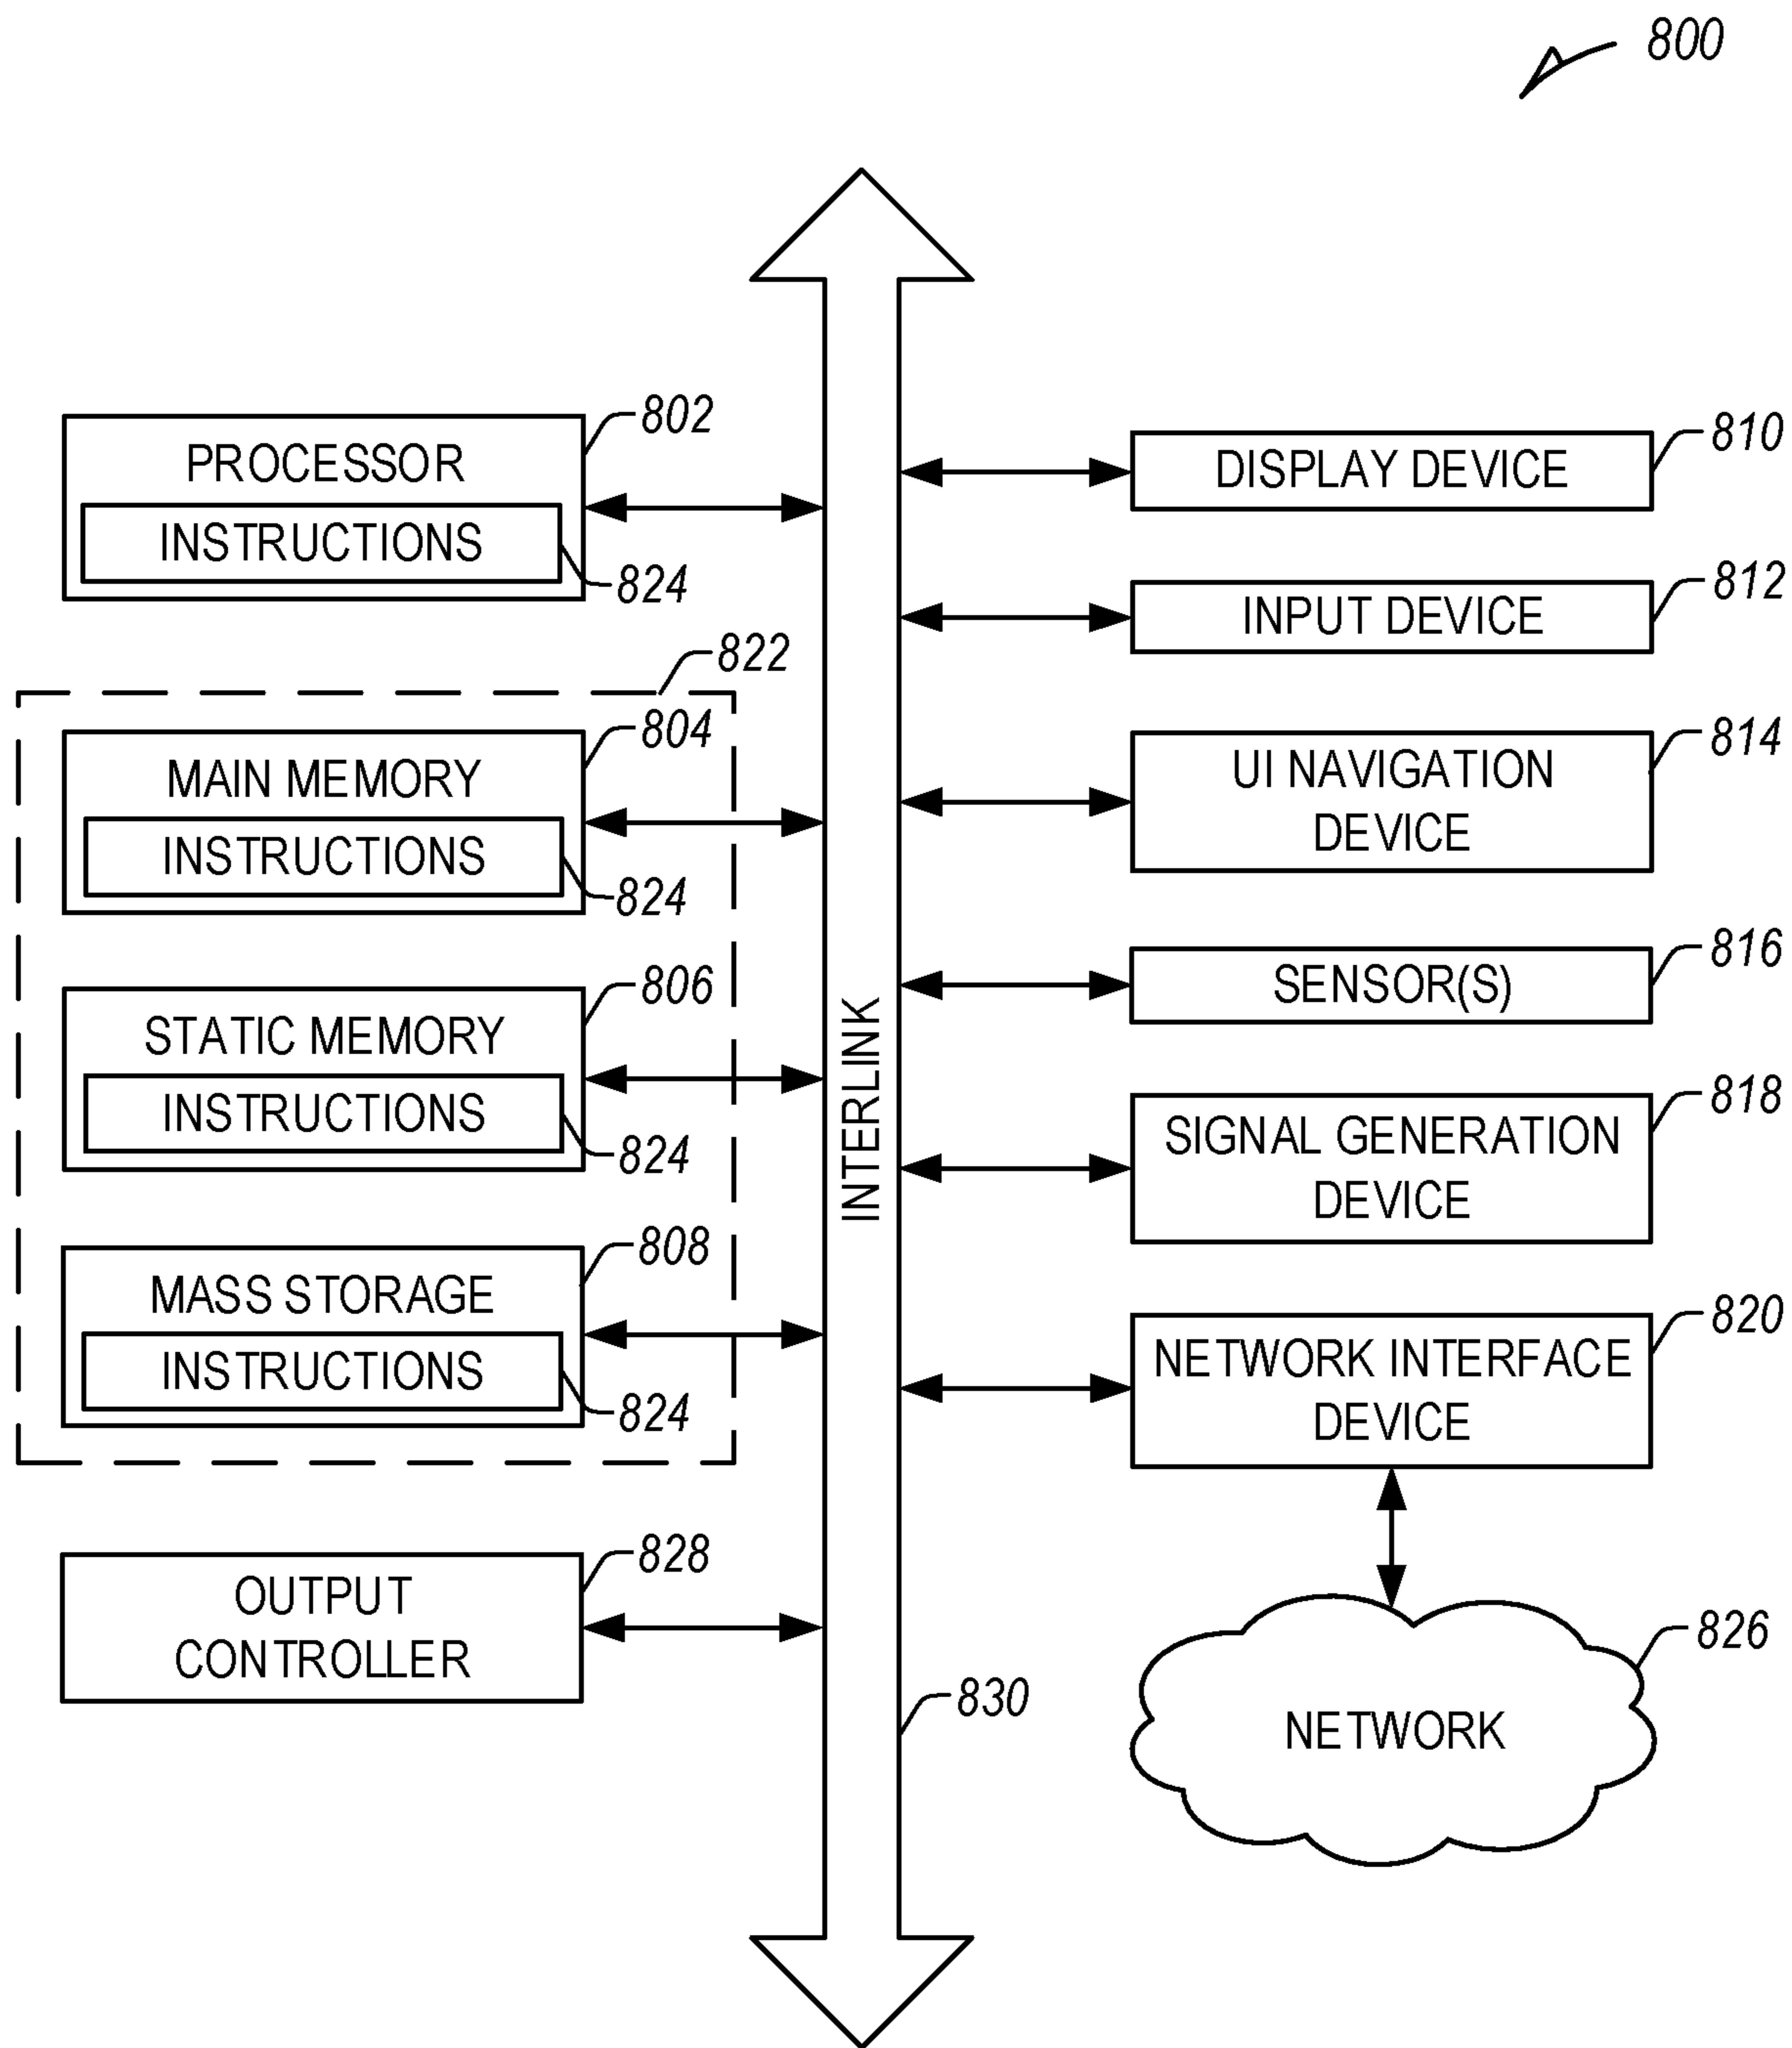 800
802
PROCESSOR
INSTRUCTIONS
824
822
804
MAIN MEMORY
INSTRUCTIONS
824
806
STATIC MEMORY
INSTRUCTIONS
824
808
MASS STORAGE
INSTRUCTIONS
824
828
OUTPUT
CONTROLLER
INTERLINK
830
810
DISPLAY DEVICE
812
INPUT DEVICE
814
UI NAVIGATION
DEVICE
816
SENSOR(S)
818
SIGNAL GENERATION
DEVICE
820
NETWORK INTERFACE
DEVICE
826
NETWORK